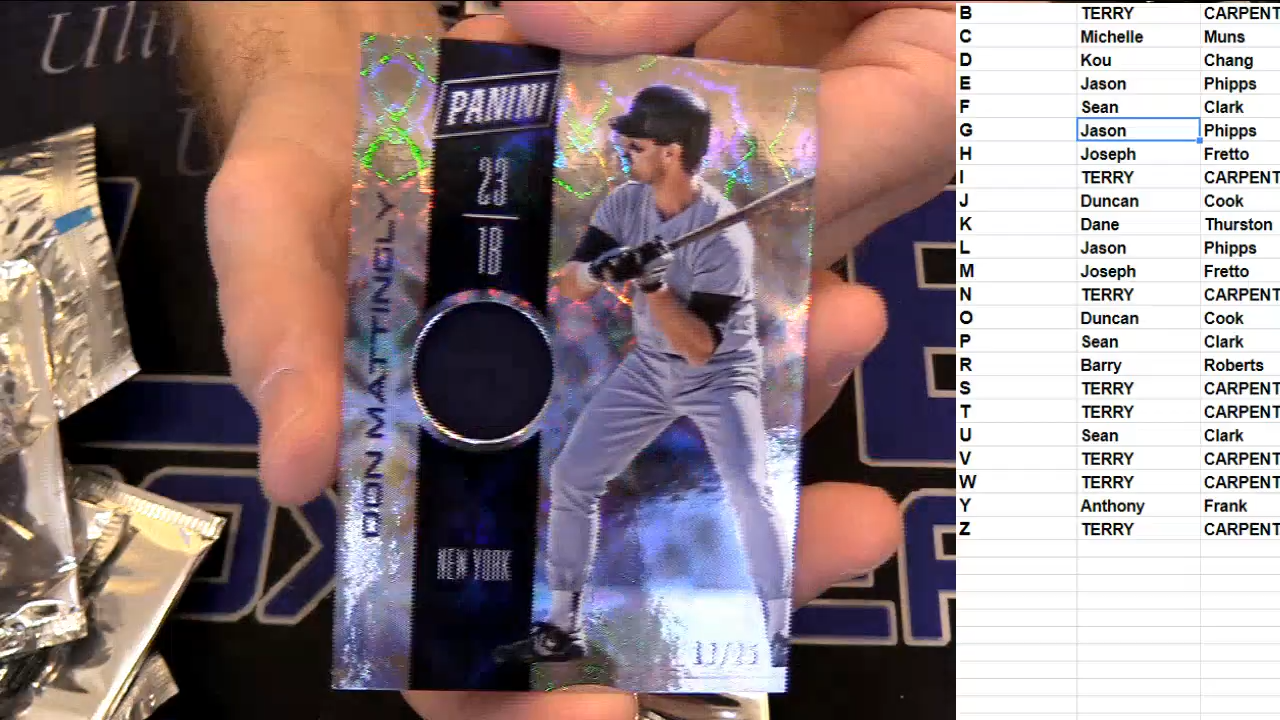 PANINI
23
18
DON MATTINGLY
NEW YORK
B TERRY CARPENT
C Michelle Muns
D Kou Chang
E Jason Phipps
F Sean Clark
G Jason Phipps
H Joseph Fretto
I TERRY CARPENT
J Duncan Cook
K Dane Thurston
L Jason Phipps
M Joseph Fretto
N TERRY CARPENT
O Duncan Cook
P Sean Clark
R Barry Roberts
S TERRY CARPENT
T TERRY CARPENT
U Sean Clark
V TERRY CARPENT
W TERRY CARPENT
Y Anthony Frank
Z TERRY CARPENT